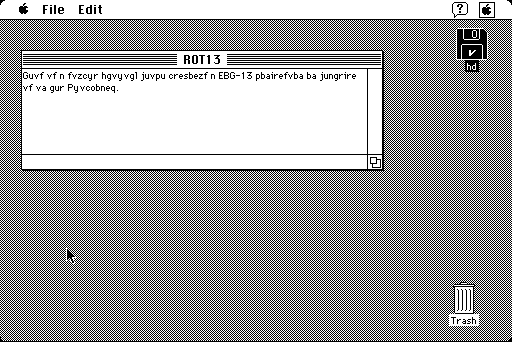 File Edit
ROT13
Guvf vf n fvzcyr hgvyvgl juvpu cresbezf n EBG-13 pbairefvba ba jungrire
vf va gur Pyvcobneq.
hd
Trash